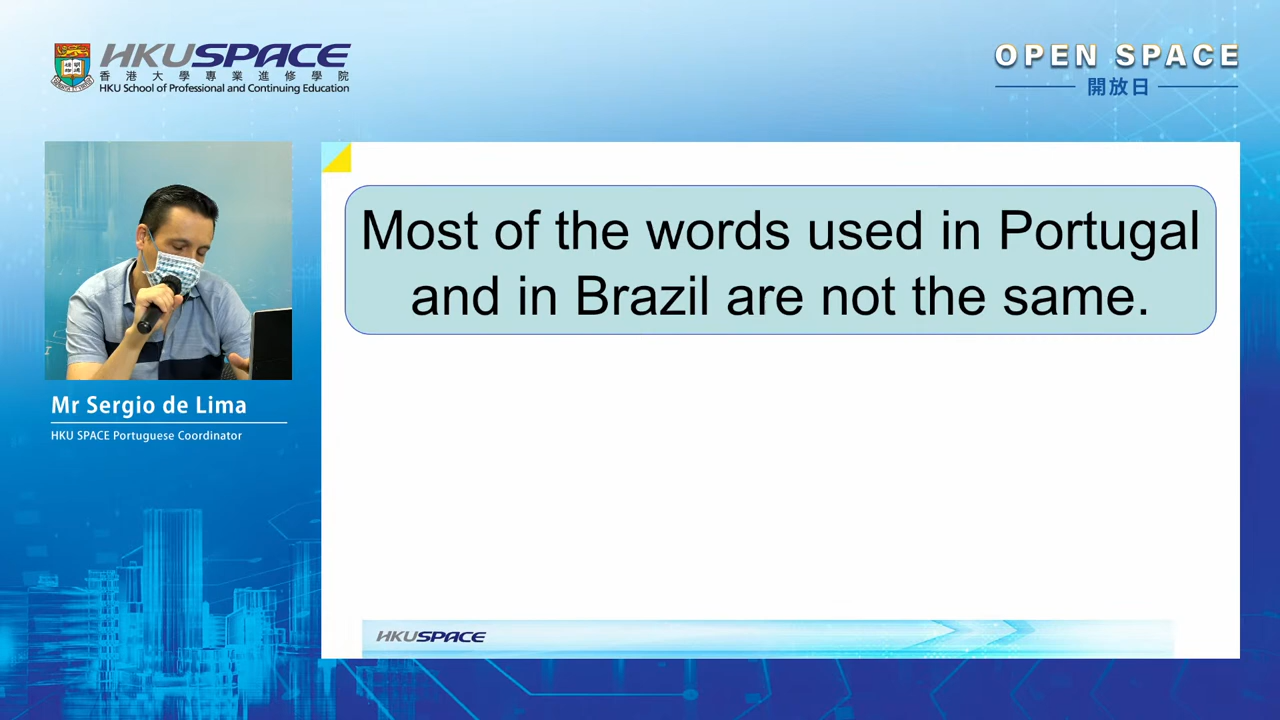 HKUSPACE
香港大學專業進修學院
HKU School of Professional and Continuing Education
OPEN SPACE
開放日
Most of the words used in Portugal
and in Brazil are not the same.
Mr Sergio de Lima
HKU SPACE Portuguese Coordinator
HKUSPACE